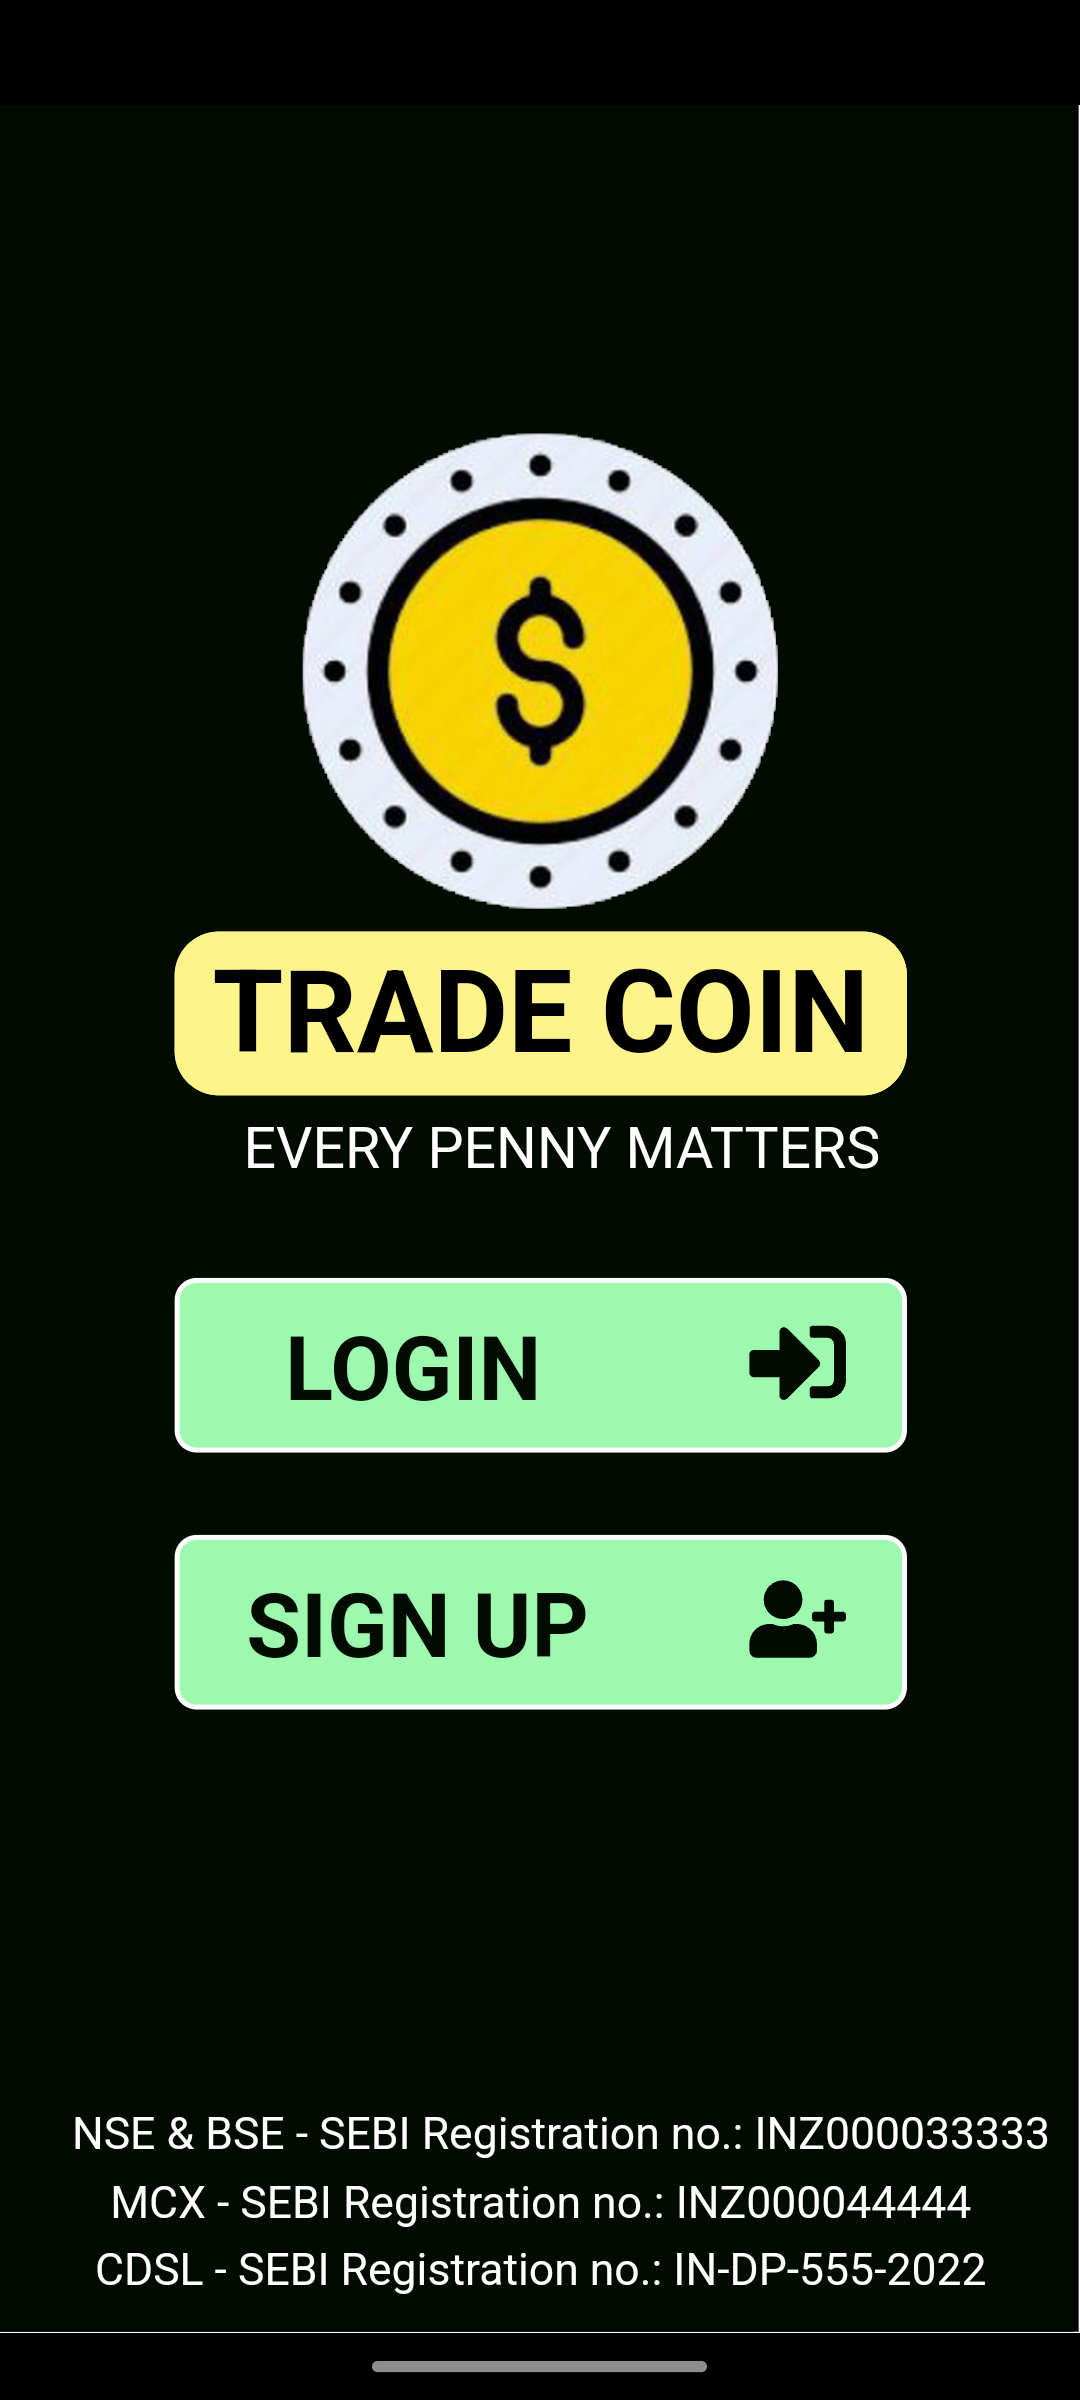 $
TRADE COIN
EVERY PENNY MATTERS
LOGIN
SIGN UP
NSE & BSE - SEBI Registration no.: INZ000033333
MCX - SEBI Registration no.: INZ000044444
CDSL - SEBI Registration no.: IN-DP-555-2022